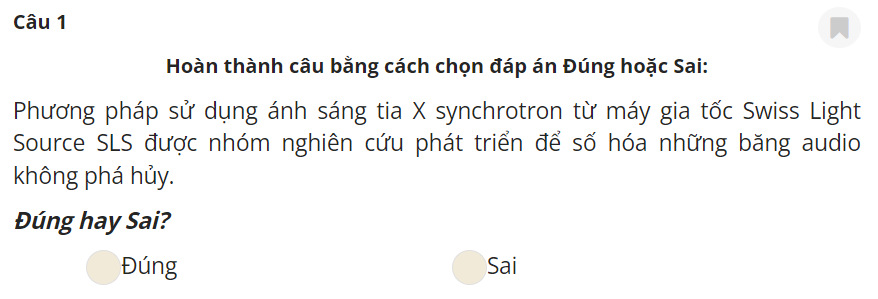 Câu 1
Hoàn thành câu bằng cách chọn đáp án Đúng hoặc Sai:
Phương pháp sử dụng ánh sáng tia X synchrotron từ máy gia tốc Swiss Light
Source SLS được nhóm nghiên cứu phát triển để số hóa những băng audio
không phá hủy.
Đúng hay Sai?
Đúng
Sai